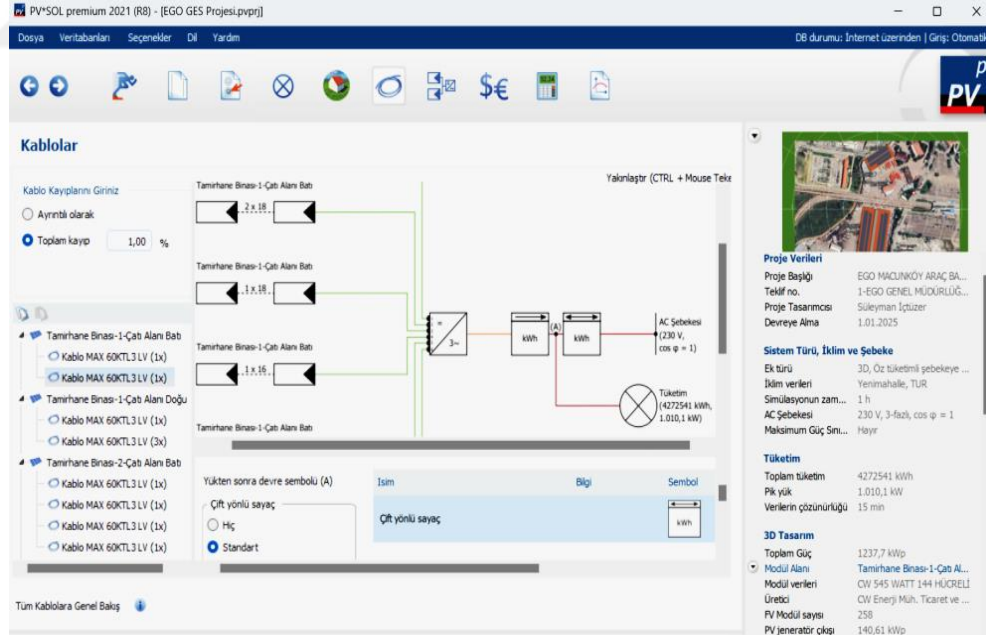 PV*SOL premium 2021 (R8) - [EGO GES Projesi.pvprj]
Dosya Veritabanları Seçenekler Dil Yardım
DB durumu: İnternet üzerinden | Giriş: Otomatik
$€
PV
Kablolar
Kablo Kayıplarını Giriniz
Ayrıntılı olarak
Toplam kayıp 1,00 %
Yakınlaştır (CTRL + Mouse Teke
Tamirhane Binası-1-Çatı Alanı Batı
2 x 18
Tamirhane Binası-1-Çatı Alanı Batı
1 x 18
Tamirhane Binası-1-Çatı Alanı Batı
1 x 16
Tamirhane Binası-1-Çatı Alanı Batı
=
3~
kWh
(A)
kWh
AC Şebekesi
(230 V,
cos φ = 1)
Tüketim
(4272541 kWh,
1.010,1 kW)
Tamirhane Binası-1-Çatı Alanı Batı
Kablo MAX 60KTL3 LV (1x)
Kablo MAX 60KTL3 LV (1x)
Tamirhane Binası-1-Çatı Alanı Doğu
Kablo MAX 60KTL3 LV (1x)
Kablo MAX 60KTL3 LV (3x)
Tamirhane Binası-2-Çatı Alanı Batı
Kablo MAX 60KTL3 LV (1x)
Kablo MAX 60KTL3 LV (1x)
Kablo MAX 60KTL3 LV (1x)
Kablo MAX 60KTL3 LV (1x)
Yükten sonra devre sembolü (A)
Çift yönlü sayaç
Hiç
Standart
İsim Bilgi Sembol
Çift yönlü sayaç
kWh
Tüm Kablolara Genel Bakış
Proje Verileri
Proje Başlığı EGO MACUNKÖY ARAÇ BA...
Teklif no. 1-EGO GENEL MÜDÜRLÜĞ...
Proje Tasarımcısı Süleyman İçtüzer
Devreye Alma 1.01.2025
Sistem Türü, İklim ve Şebeke
Ek türü 3D, Öz tüketimli şebekeye ...
İklim verileri Yenimahalle, TUR
Simülasyonun zam... 1 h
AC Şebekesi 230 V, 3-fazlı, cos φ = 1
Maksimum Güç Sını... Hayır
Tüketim
Toplam tüketim 4272541 kWh
Pik yük 1.010,1 kW
Verilerin çözünürlüğü 15 min
3D Tasarım
Toplam Güç 1237,7 kWp
Modül Alanı Tamirhane Binası-1-Çatı Al...
Modül verileri CW 545 WATT 144 HÜCRELİ
Üretici CW Enerji Müh. Ticaret ve ...
FV Modül sayısı 258
PV jeneratör çıkışı 140,61 kWp